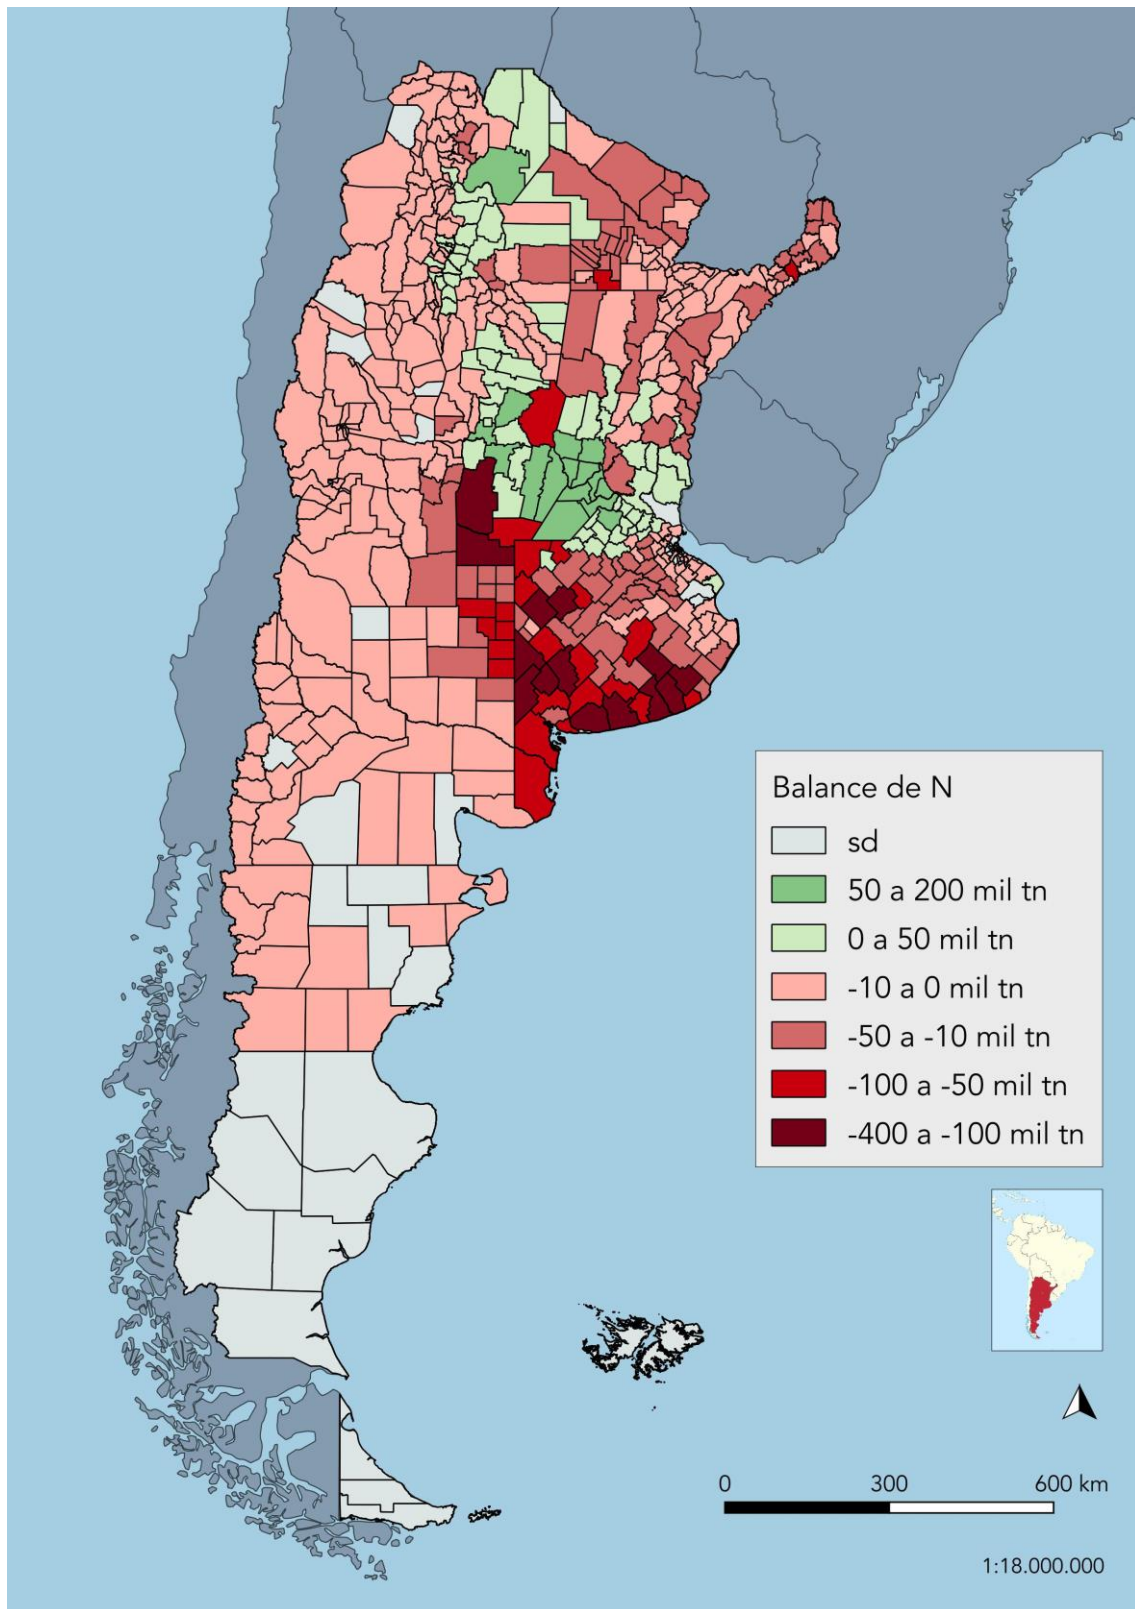 Balance de N
sd
50 a 200 mil tn
0 a 50 mil tn
-10 a 0 mil tn
-50 a -10 mil tn
-100 a -50 mil tn
-400 a -100 mil tn
0 300 600 km
1:18.000.000